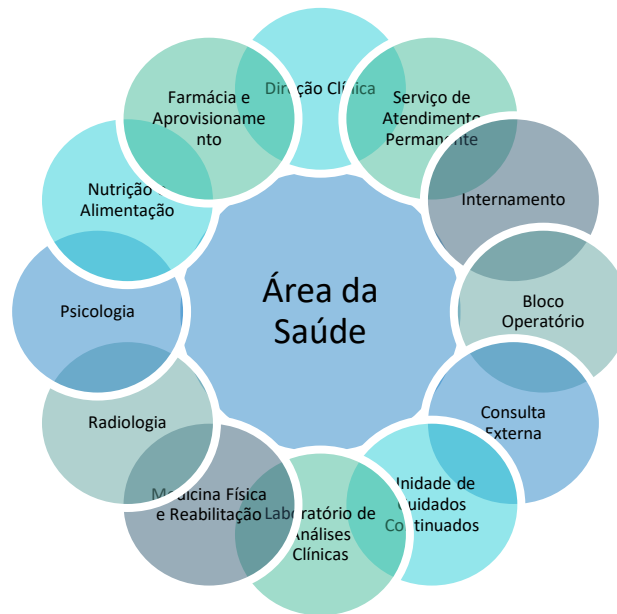 Direção Clínica
Serviço de
Atendimento
Permanente
Internamento
Bloco
Operatório
Consulta
Externa
Unidade de
Cuidados
Continuados
Laboratório de
Análises
Clínicas
Medicina Física
e Reabilitação
Radiologia
Psicologia
Nutrição e
Alimentação
Farmácia e
Aprovisioname
nto
Área da
Saúde